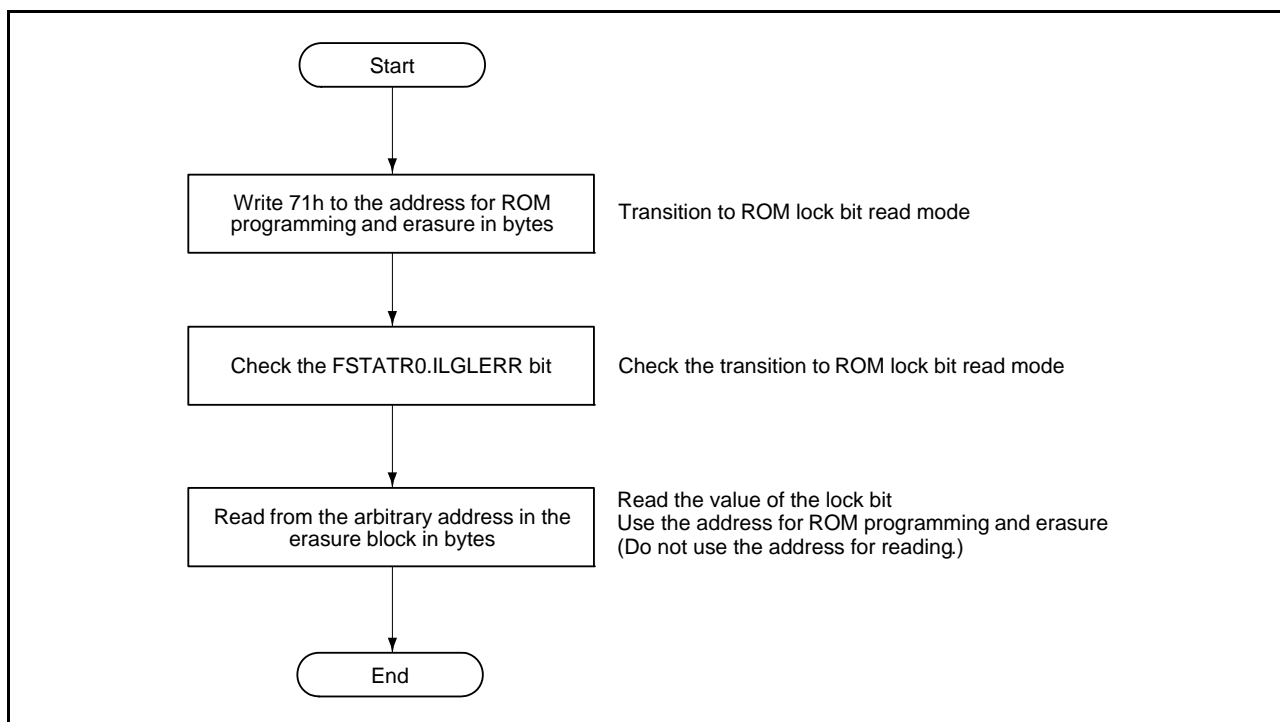 Start
Write 71h to the address for ROM
programming and erasure in bytes
Transition to ROM lock bit read mode
Check the FSTATR0.ILGLERR bit
Check the transition to ROM lock bit read mode
Read from the arbitrary address in the
erasure block in bytes
Read the value of the lock bit
Use the address for ROM programming and erasure
(Do not use the address for reading.)
End